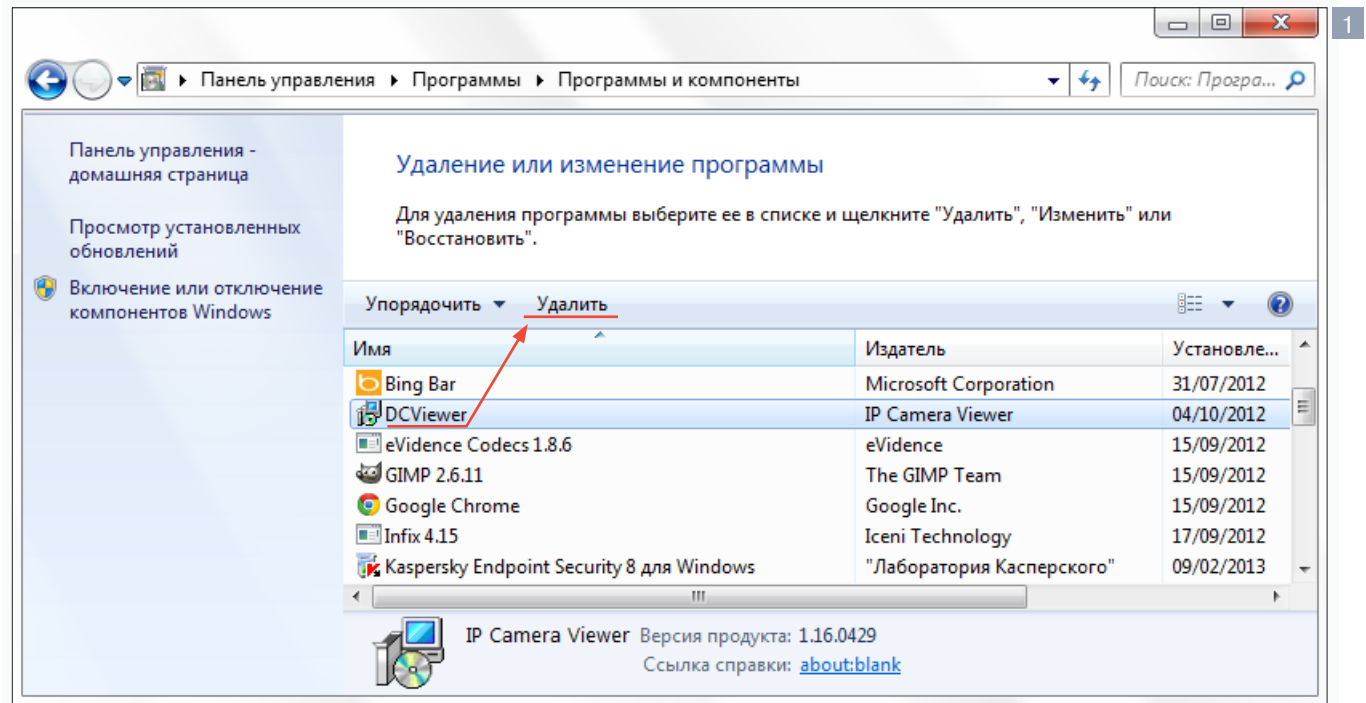 1
Панель управления Программы Программы и компоненты
Поиск: Програ...
Панель управления -
домашняя страница
Просмотр установленных
обновлений
Включение или отключение
компонентов Windows
Удаление или изменение программы
Для удаления программы выберите ее в списке и щелкните "Удалить", "Изменить" или
"Восстановить".
Упорядочить Удалить
Имя Издатель Установле...
Bing Bar Microsoft Corporation 31/07/2012
DCViewer IP Camera Viewer 04/10/2012
eVidence Codecs 1.8.6 eVidence 15/09/2012
GIMP 2.6.11 The GIMP Team 15/09/2012
Google Chrome Google Inc. 15/09/2012
Infix 4.15 Iceni Technology 17/09/2012
Kaspersky Endpoint Security 8 для Windows "Лаборатория Касперского" 09/02/2013
IP Camera Viewer Версия продукта: 1.16.0429
Ссылка справки: about:blank